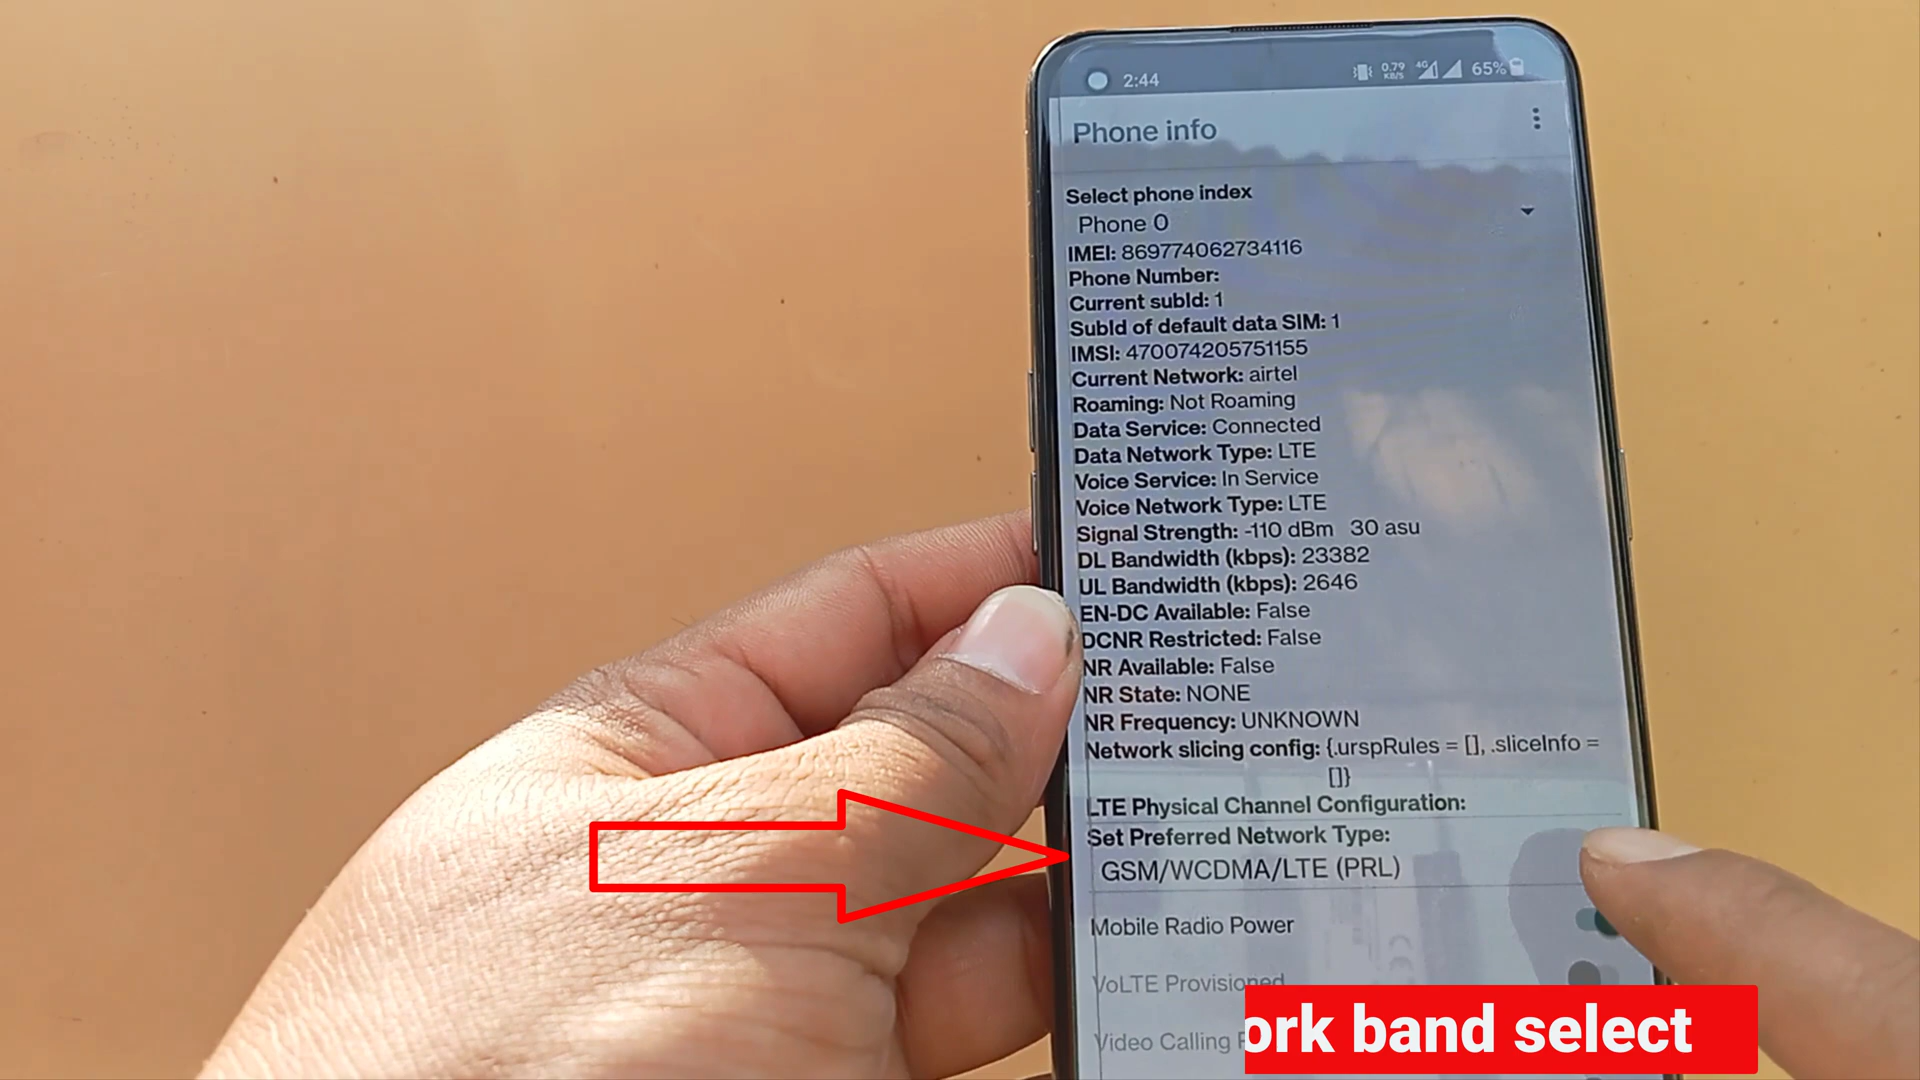 2:44
0.79
KB/S
4G
65%
Phone info
Select phone index
Phone 0
IMEI: 869774062734116
Phone Number:
Current subId: 1
SubId of default data SIM: 1
IMSI: 470074205751155
Current Network: airtel
Roaming: Not Roaming
Data Service: Connected
Data Network Type: LTE
Voice Service: In Service
Voice Network Type: LTE
Signal Strength: -110 dBm 30 asu
DL Bandwidth (kbps): 23382
UL Bandwidth (kbps): 2646
EN-DC Available: False
DCNR Restricted: False
NR Available: False
NR State: NONE
NR Frequency: UNKNOWN
Network slicing config: {.urspRules = [], .sliceInfo =
[]}
LTE Physical Channel Configuration:
Set Preferred Network Type:
GSM/WCDMA/LTE (PRL)
Mobile Radio Power
VoLTE Provisioned
Video Calling
ork band select